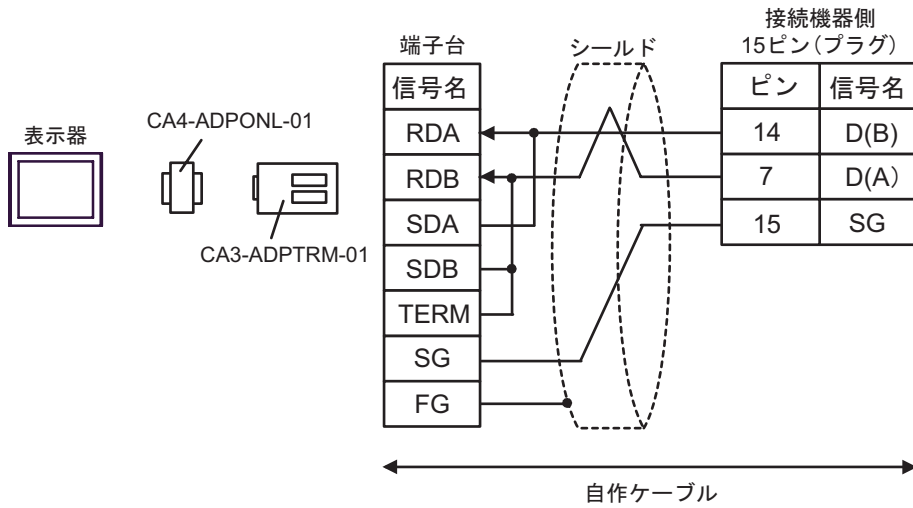 表示器
CA4-ADPONL-01
CA3-ADPTRM-01
端子台
信号名
RDA
RDB
SDA
SDB
TERM
SG
FG
シールド
接続機器側
15ピン(プラグ)
ピン 信号名
14 D(B)
7 D(A)
15 SG
自作ケーブル